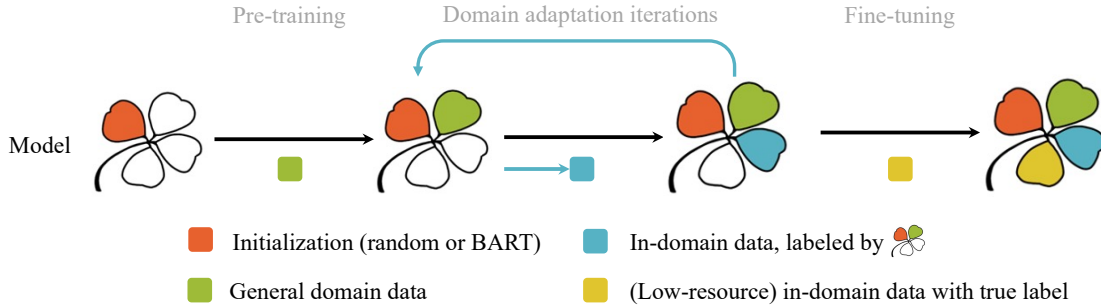 Pre-training
Domain adaptation iterations
Fine-tuning
Model
Initialization (random or BART)
In-domain data, labeled by
General domain data
(Low-resource) in-domain data with true label